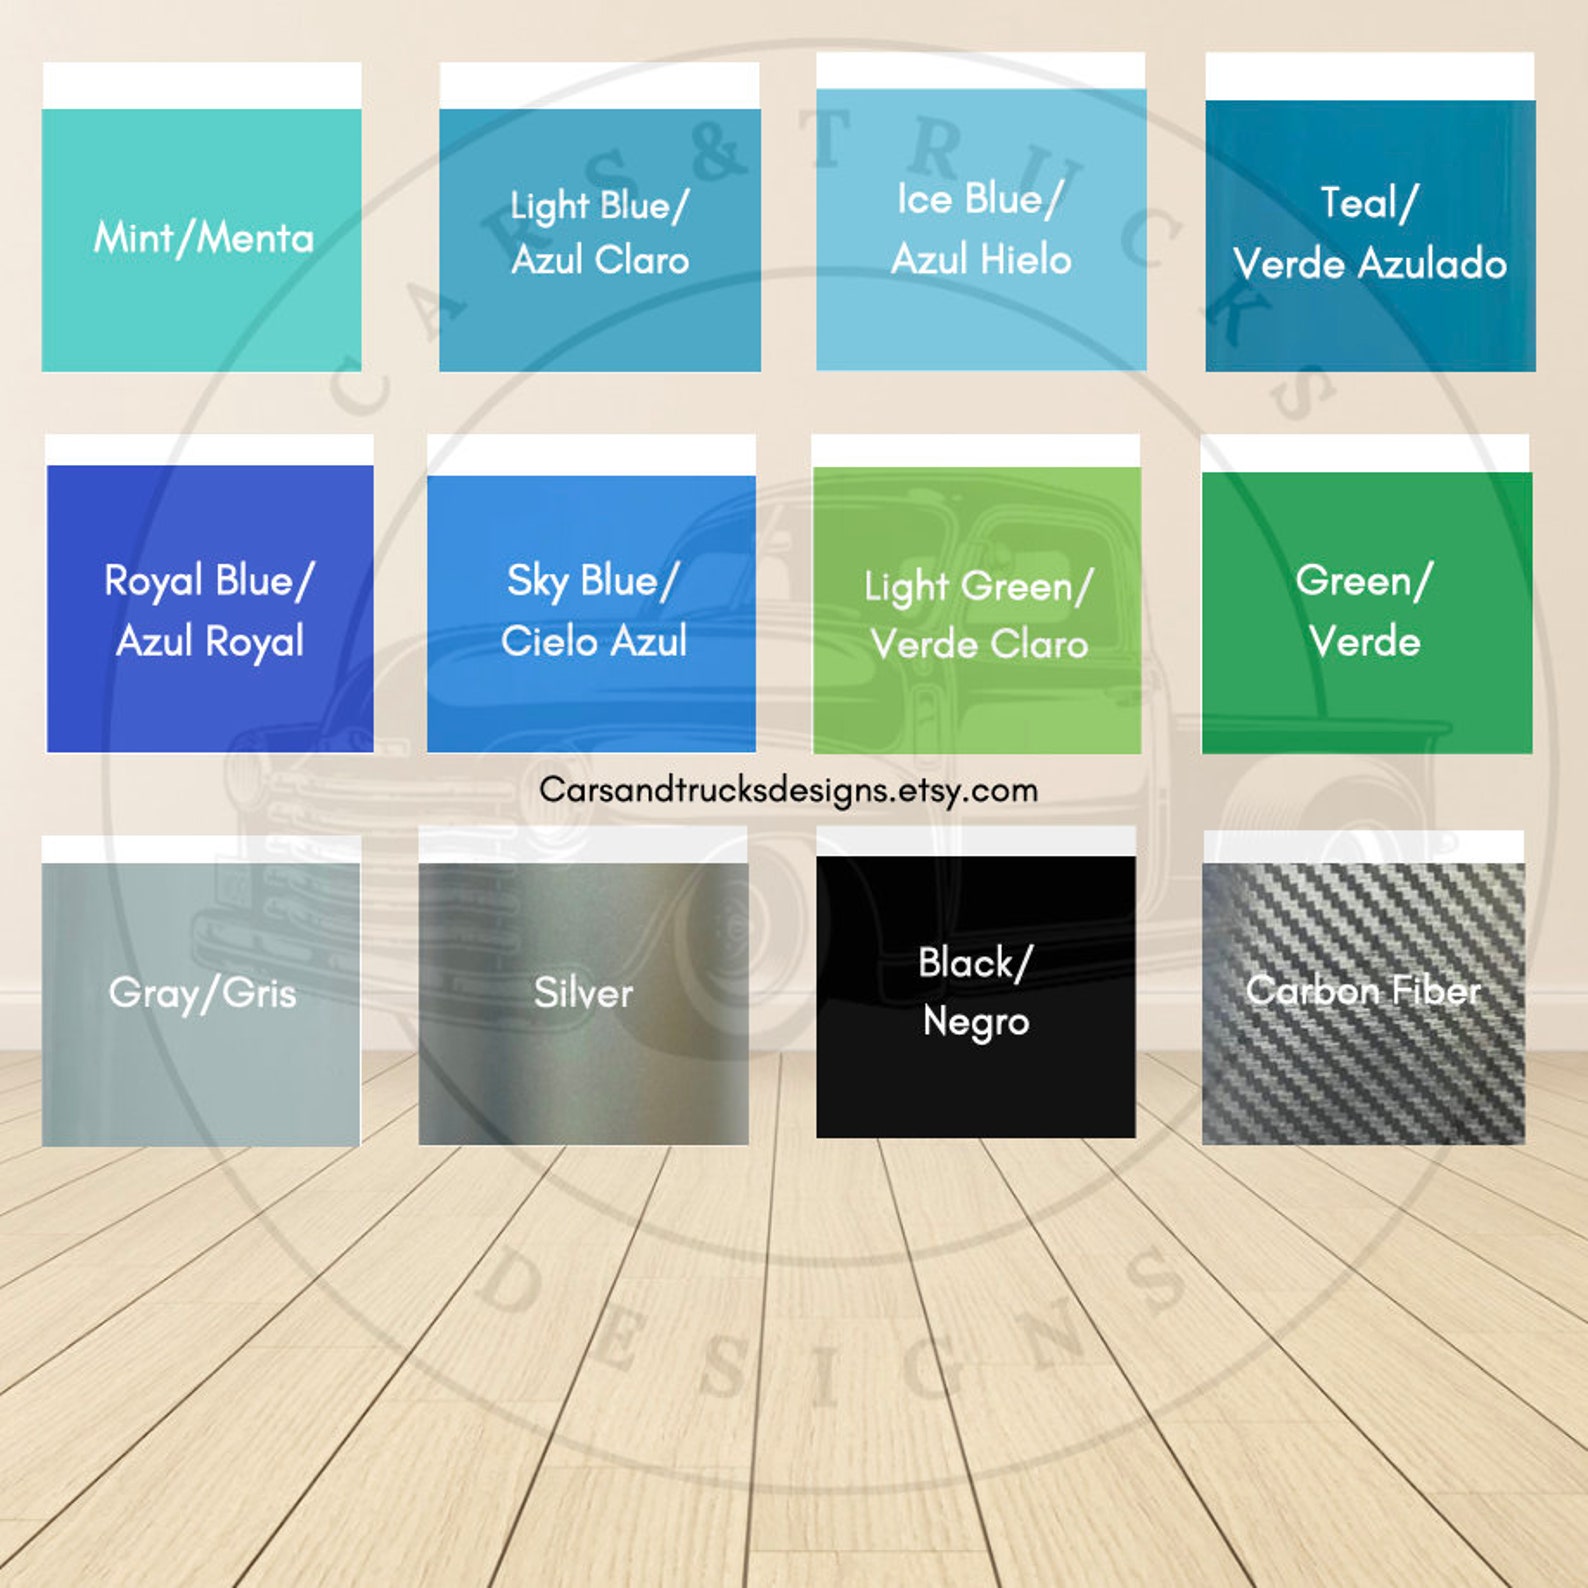 CARS & TRUCKS
Mint/Menta
Light Blue/
Azul Claro
Ice Blue/
Azul Hielo
Teal/
Verde Azulado
Royal Blue/
Azul Royal
Sky Blue/
Cielo Azul
Light Green/
Verde Claro
Green/
Verde
Carsandtrucksdesigns.etsy.com
Gray/Gris
Silver
Black/
Negro
Carbon Fiber
DESIGNS